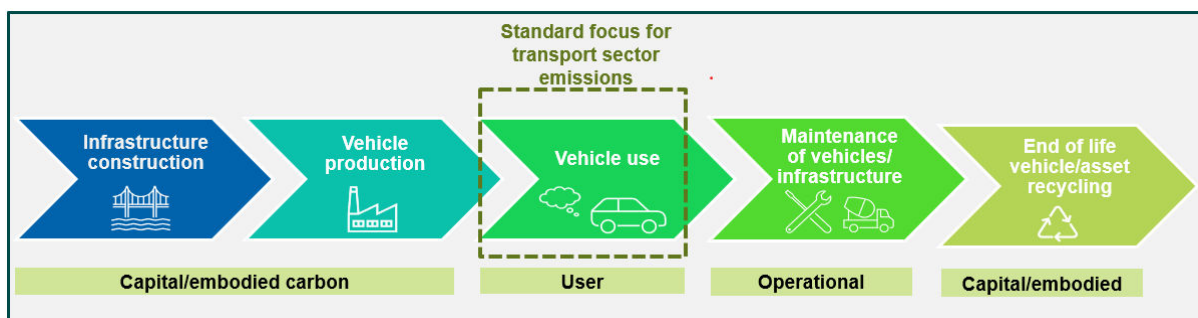 Standard focus for
transport sector
emissions
Infrastructure
construction
Vehicle
production
Vehicle use
Maintenance
of vehicles/
infrastructure
End of life
vehicle/asset
recycling
Capital/embodied carbon
User
Operational
Capital/embodied